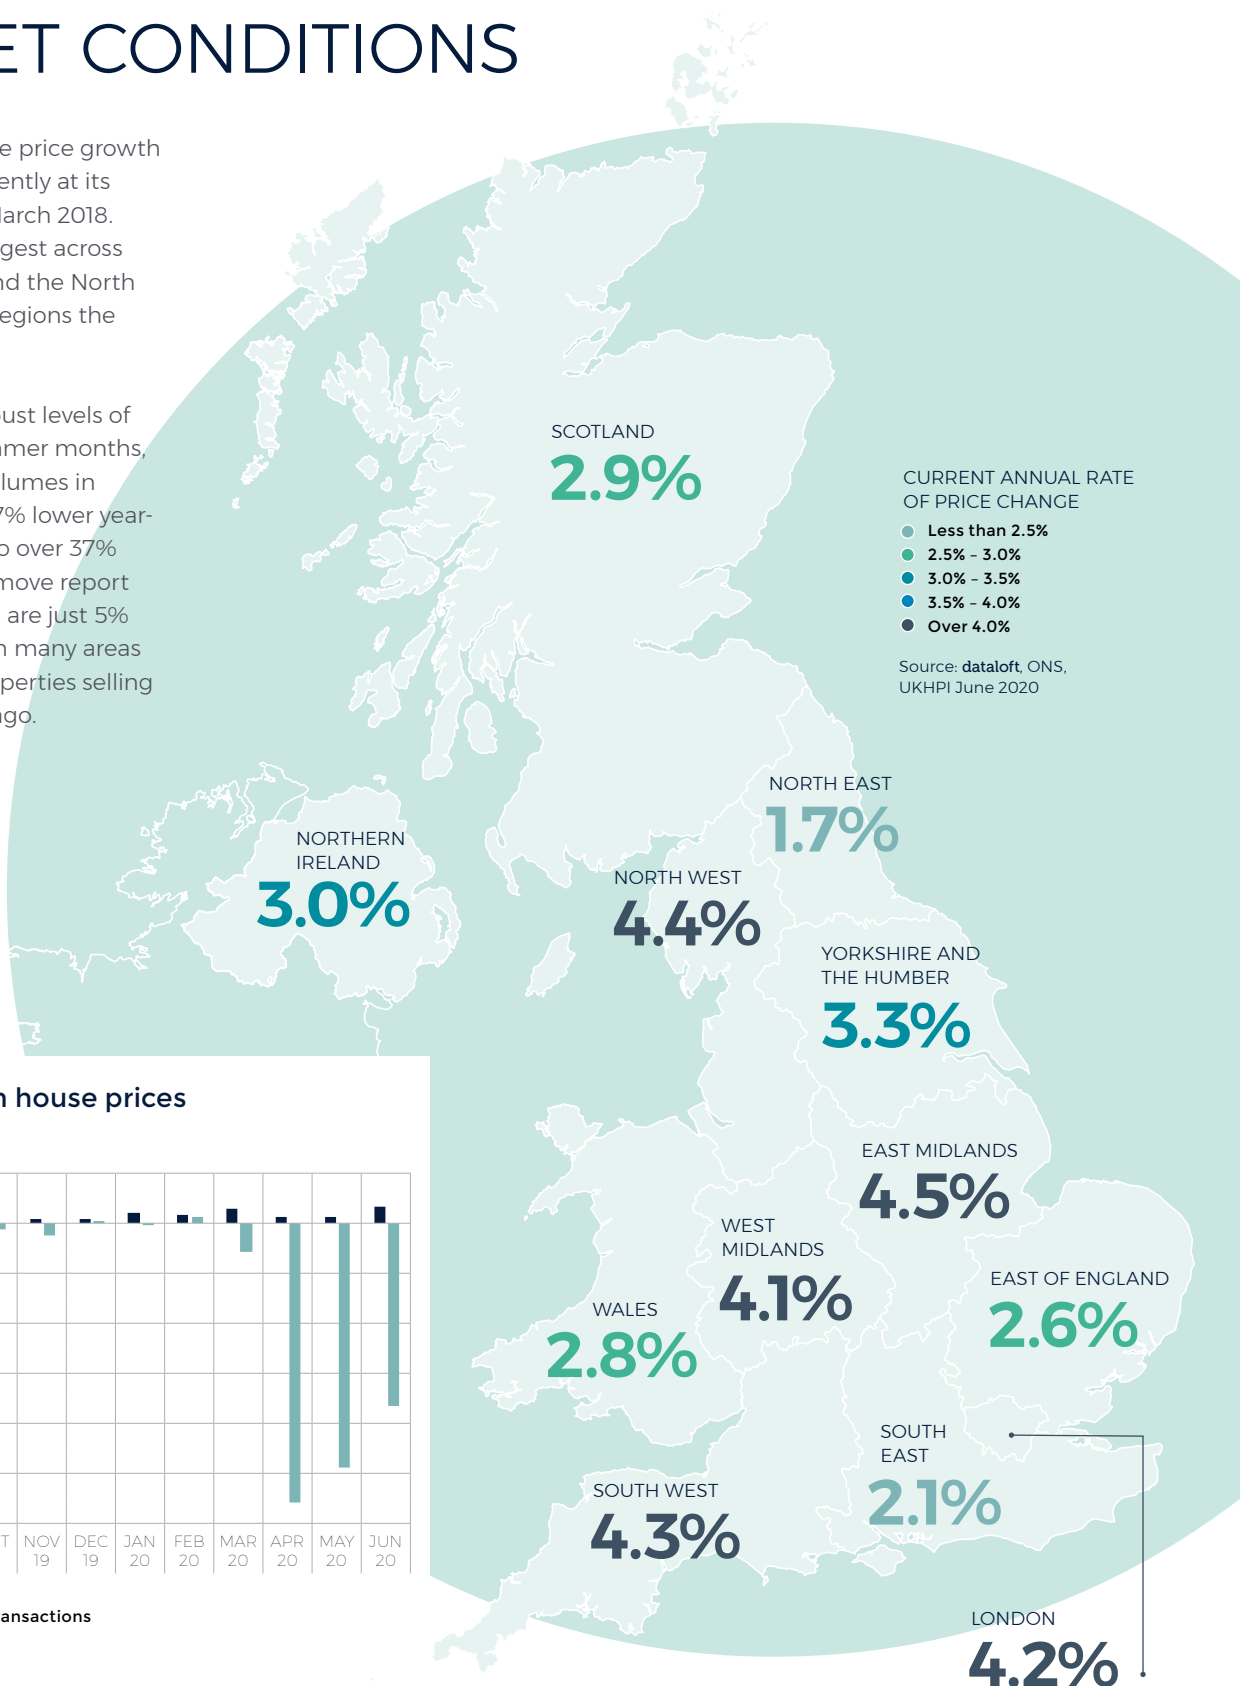 ET CONDITIONS
e price growth
ently at its
March 2018.
gest across
nd the North
regions the
ust levels of
mer months,
lumes in
7% lower year-
o over 37%
move report
are just 5%
n many areas
perties selling
ago.
SCOTLAND
2.9%
CURRENT ANNUAL RATE
OF PRICE CHANGE
Less than 2.5%
2.5% – 3.0%
3.0% – 3.5%
3.5% – 4.0%
Over 4.0%
Source: dataloft, ONS,
UKHPI June 2020
NORTH EAST
1.7%
NORTHERN
IRELAND
3.0%
NORTH WEST
4.4%
YORKSHIRE AND
THE HUMBER
3.3%
EAST MIDLANDS
4.5%
WEST
MIDLANDS
4.1%
EAST OF ENGLAND
2.6%
WALES
2.8%
SOUTH
EAST
2.1%
SOUTH WEST
4.3%
LONDON
4.2%
n house prices
T NOV DEC JAN FEB MAR APR MAY JUN
19 19 20 20 20 20 20 20
ansactions